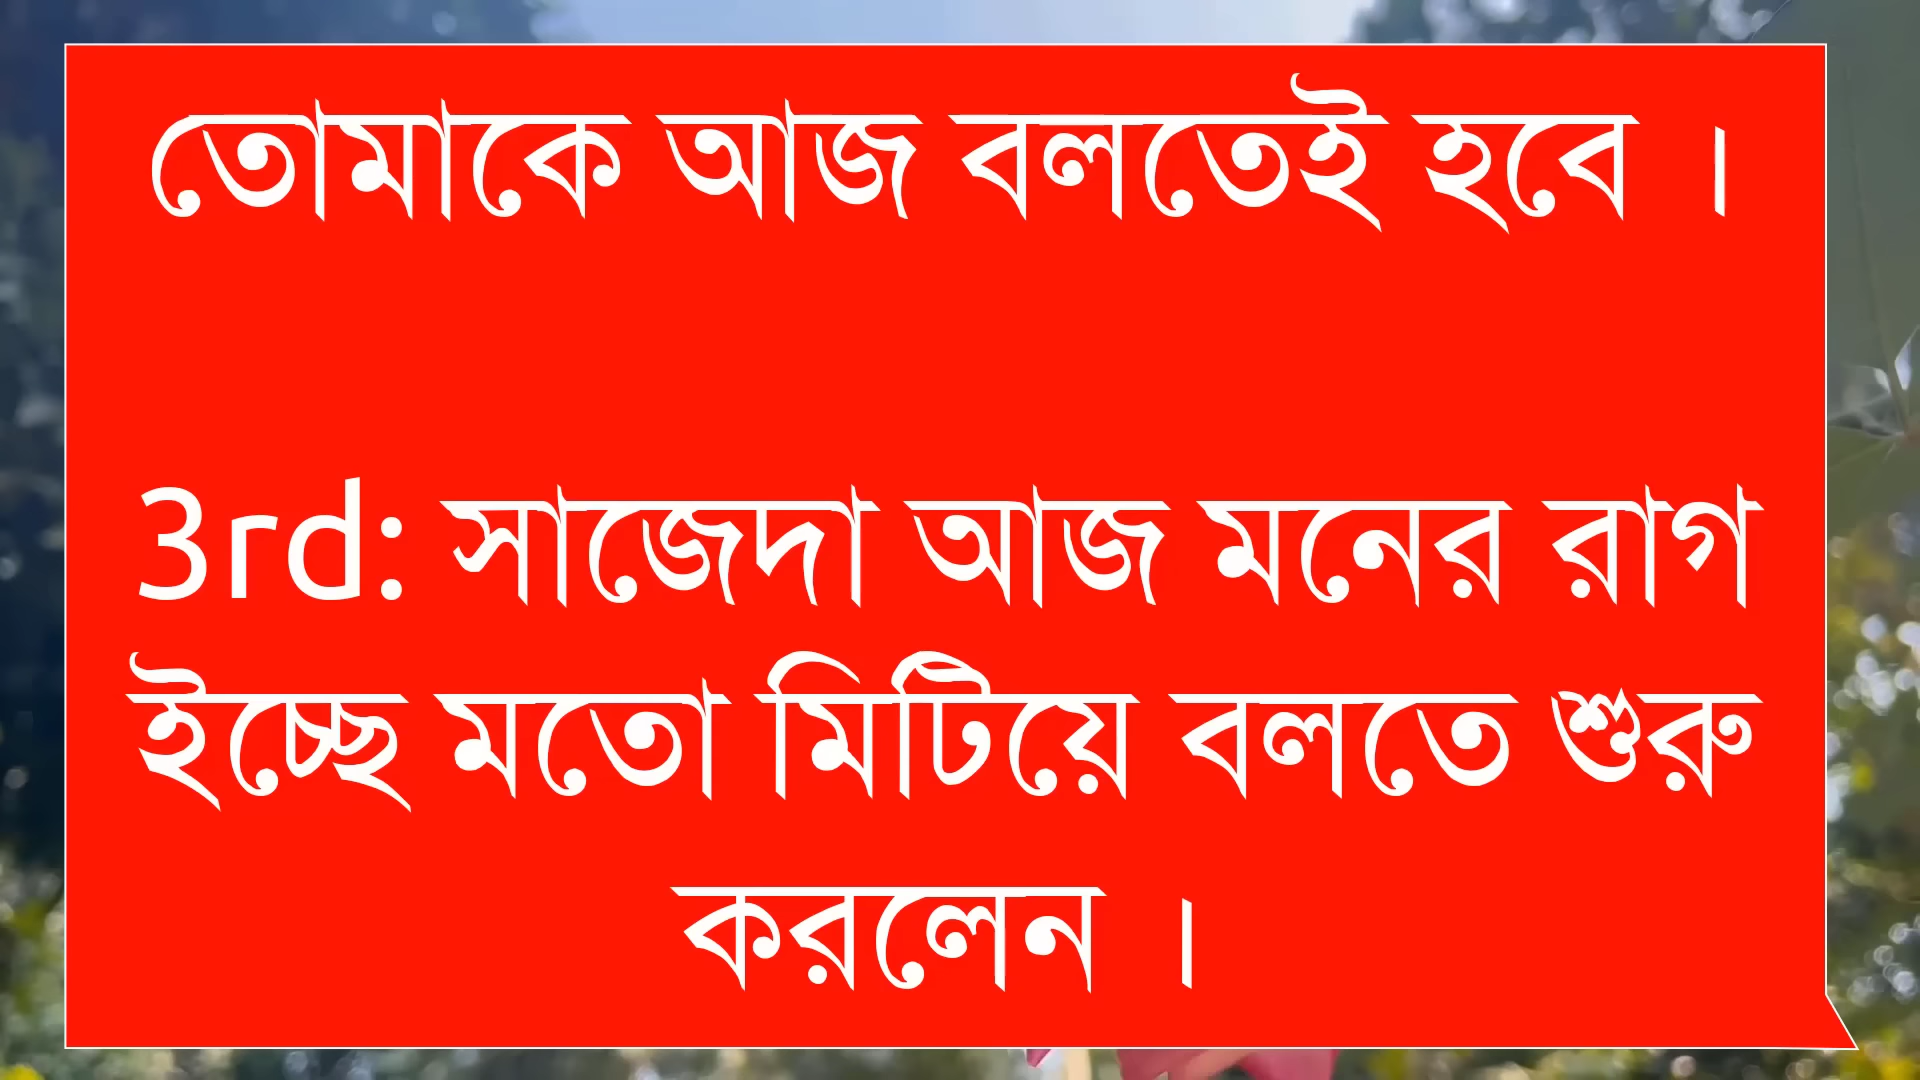 তোমাকে আজ বলতেই হবে ।
3rd: সাজেদা আজ মনের রাগ
ইচ্ছে মতো মিটিয়ে বলতে শুরু
করলেন ।